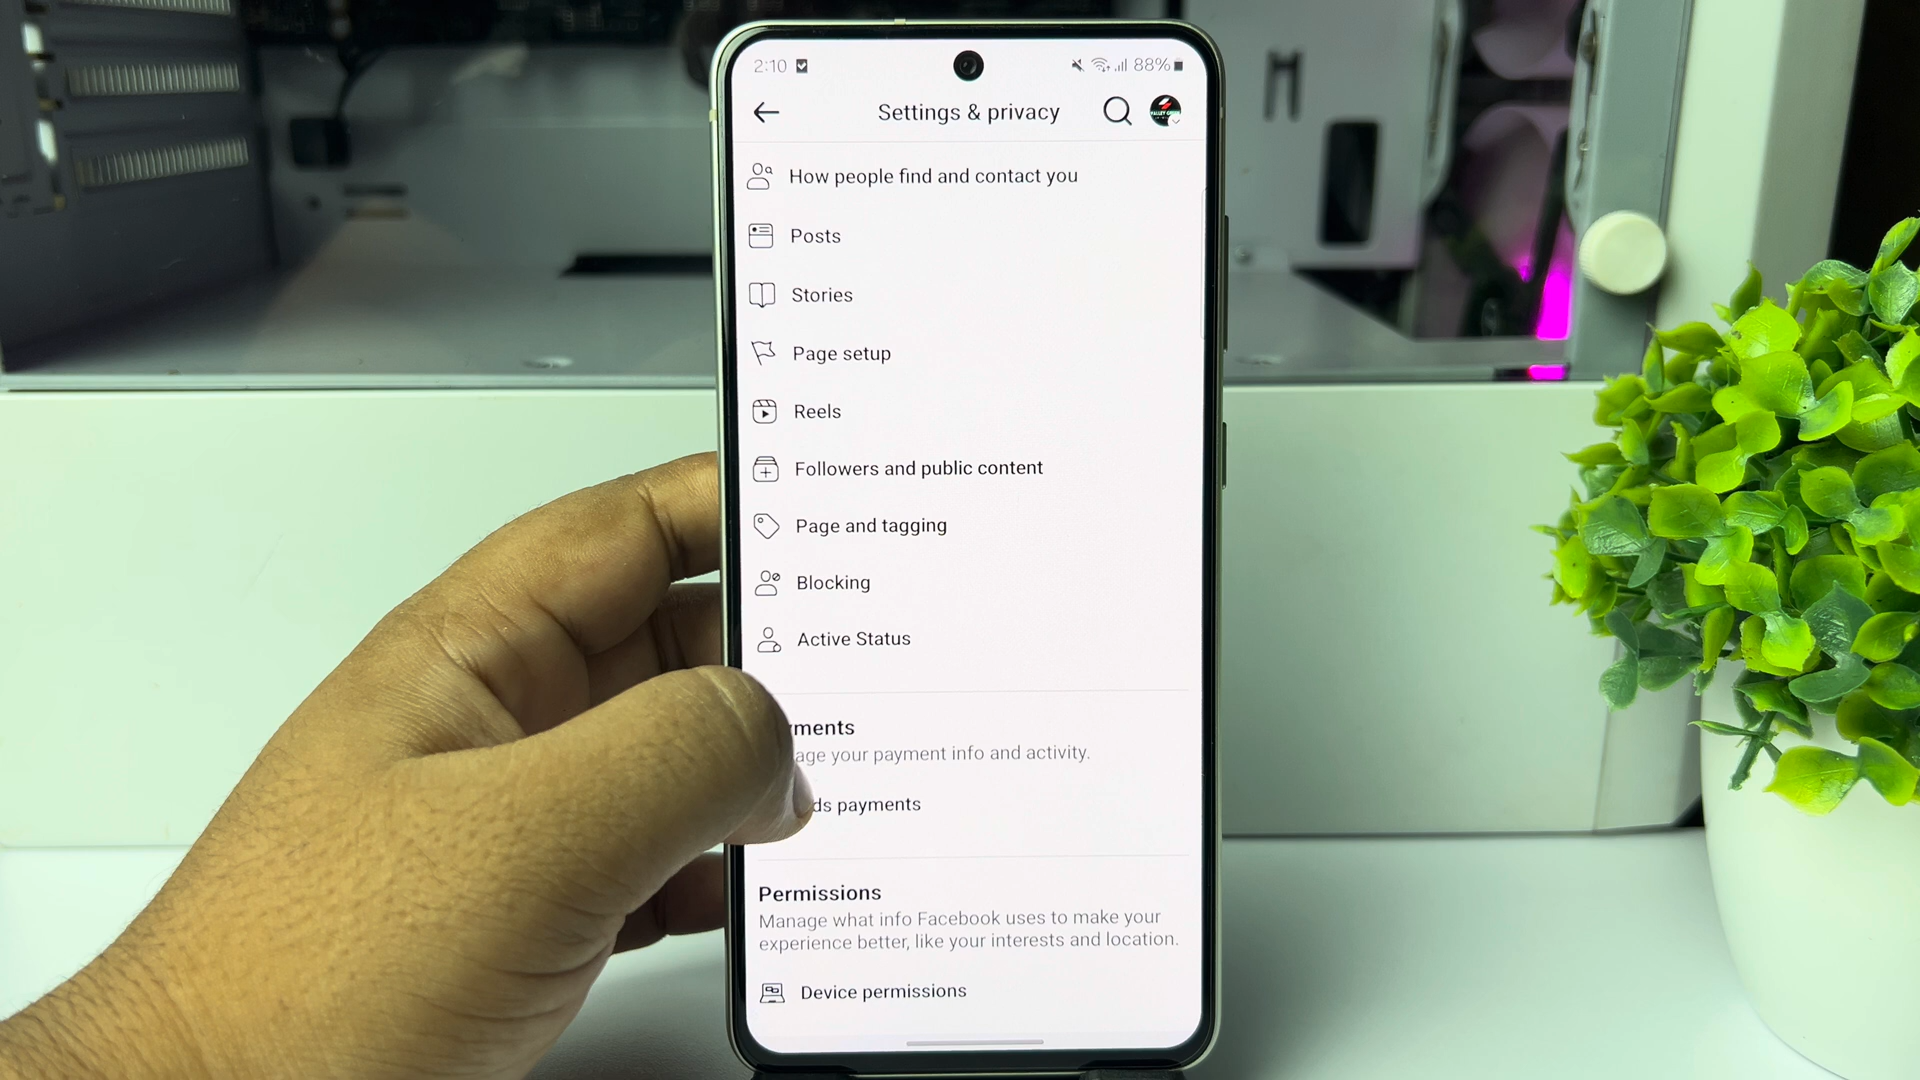 2:10
88%
Settings & privacy
How people find and contact you
Posts
Stories
Page setup
Reels
Followers and public content
Page and tagging
Blocking
Active Status
ments
age your payment info and activity.
ds payments
Permissions
Manage what info Facebook uses to make your
experience better, like your interests and location.
Device permissions